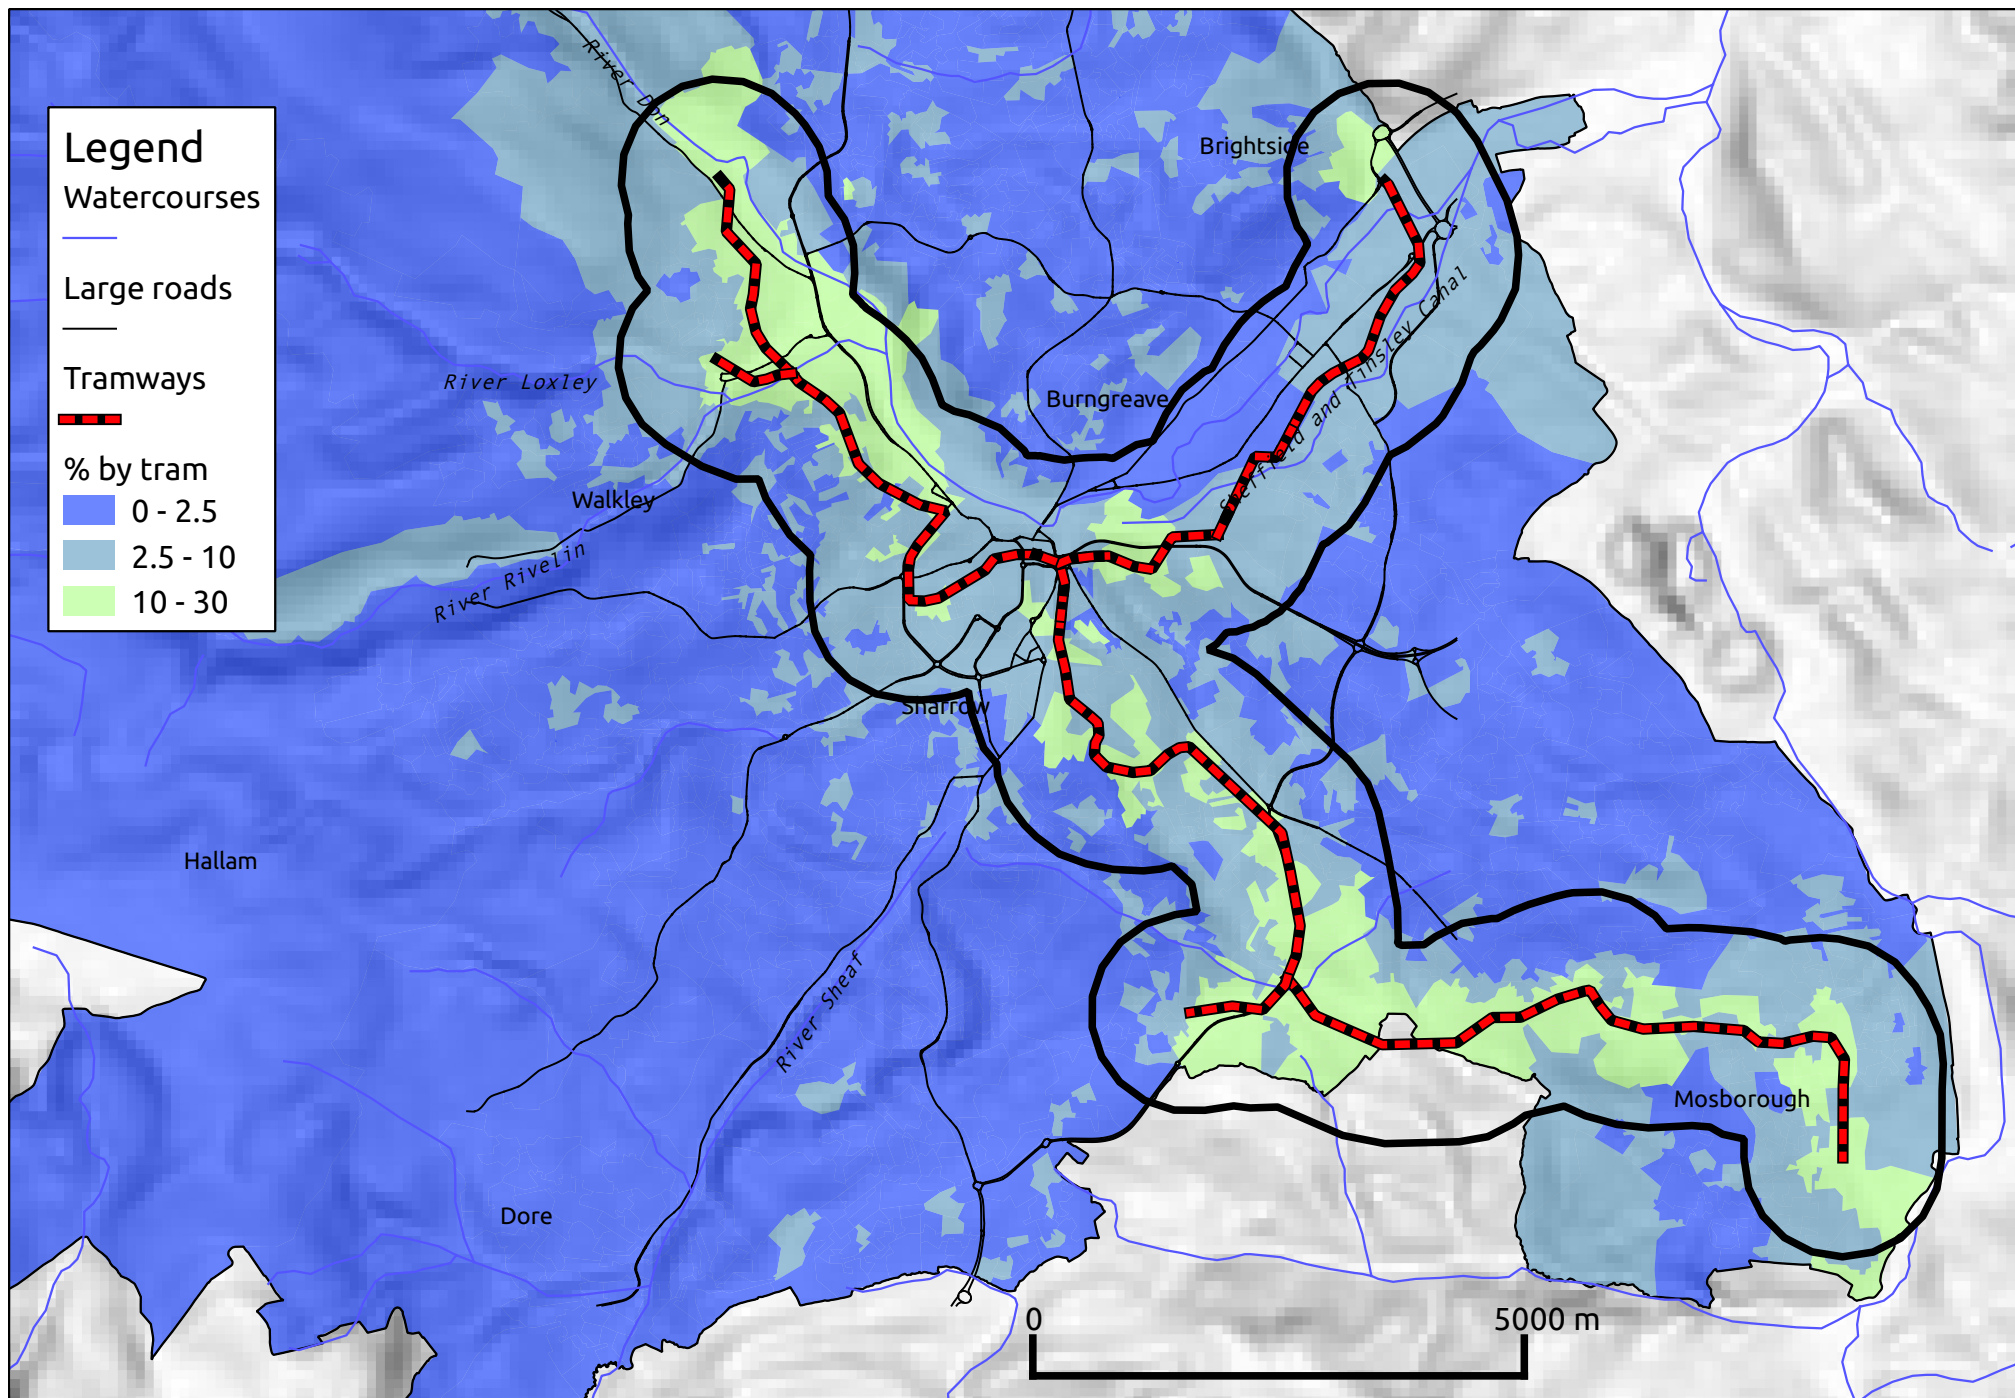 Legend
Watercourses
Large roads
Tramways
% by tram
0 - 2.5
2.5 - 10
10 - 30
River Don
Brightside
River Loxley
Burngreave
Sheffield and Tinsley Canal
Walkley
River Rivelin
Sharrow
Hallam
River Sheaf
Mosborough
Dore
0 5000 m